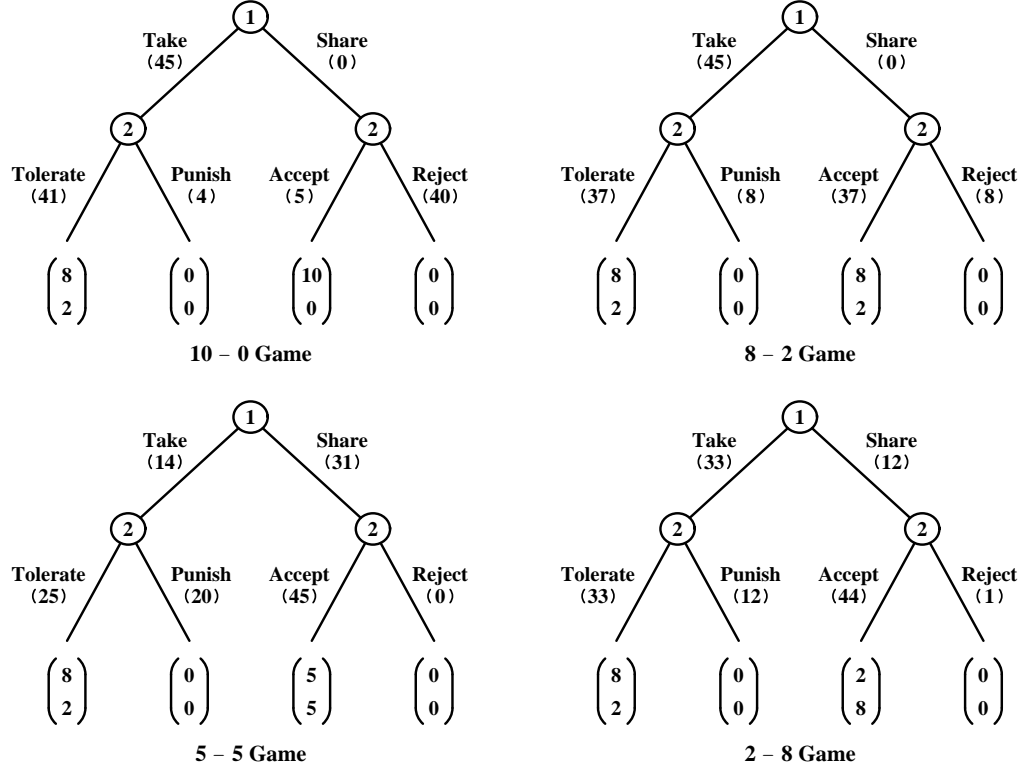 1
Take
(45)
Share
(0)
2
2
Tolerate
(41)
Punish
(4)
Accept
(5)
Reject
(40)
8
2
0
0
10
0
0
0
10 – 0 Game
1
Take
(45)
Share
(0)
2
2
Tolerate
(37)
Punish
(8)
Accept
(37)
Reject
(8)
8
2
0
0
8
2
0
0
8 – 2 Game
1
Take
(14)
Share
(31)
2
2
Tolerate
(25)
Punish
(20)
Accept
(45)
Reject
(0)
8
2
0
0
5
5
0
0
5 – 5 Game
1
Take
(33)
Share
(12)
2
2
Tolerate
(33)
Punish
(12)
Accept
(44)
Reject
(1)
8
2
0
0
2
8
0
0
2 – 8 Game